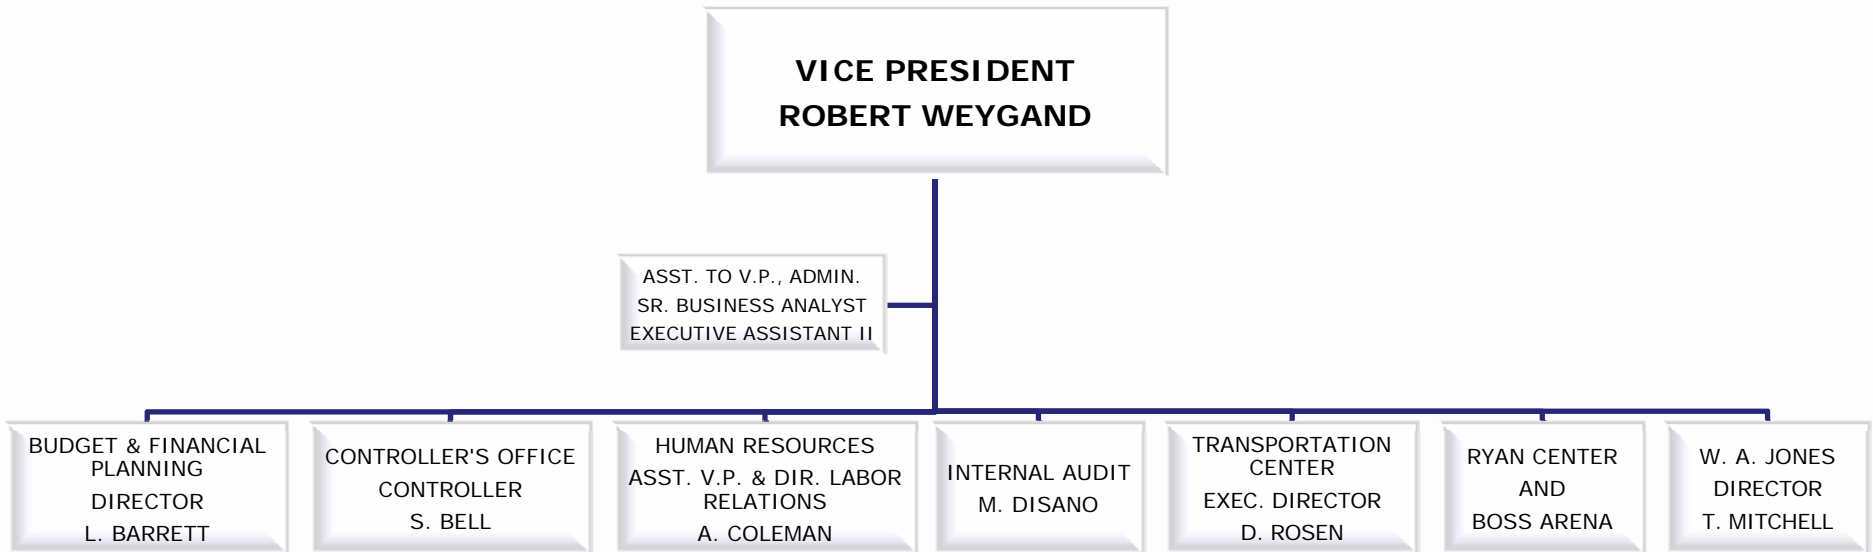 VICE PRESIDENT
ROBERT WEYGAND
ASST. TO V.P., ADMIN.
SR. BUSINESS ANALYST
EXECUTIVE ASSISTANT II
BUDGET & FINANCIAL
PLANNING
DIRECTOR
L. BARRETT
CONTROLLER'S OFFICE
CONTROLLER
S. BELL
HUMAN RESOURCES
ASST. V.P. & DIR. LABOR
RELATIONS
A. COLEMAN
INTERNAL AUDIT
M. DISANO
TRANSPORTATION
CENTER
EXEC. DIRECTOR
D. ROSEN
RYAN CENTER
AND
BOSS ARENA
W. A. JONES
DIRECTOR
T. MITCHELL